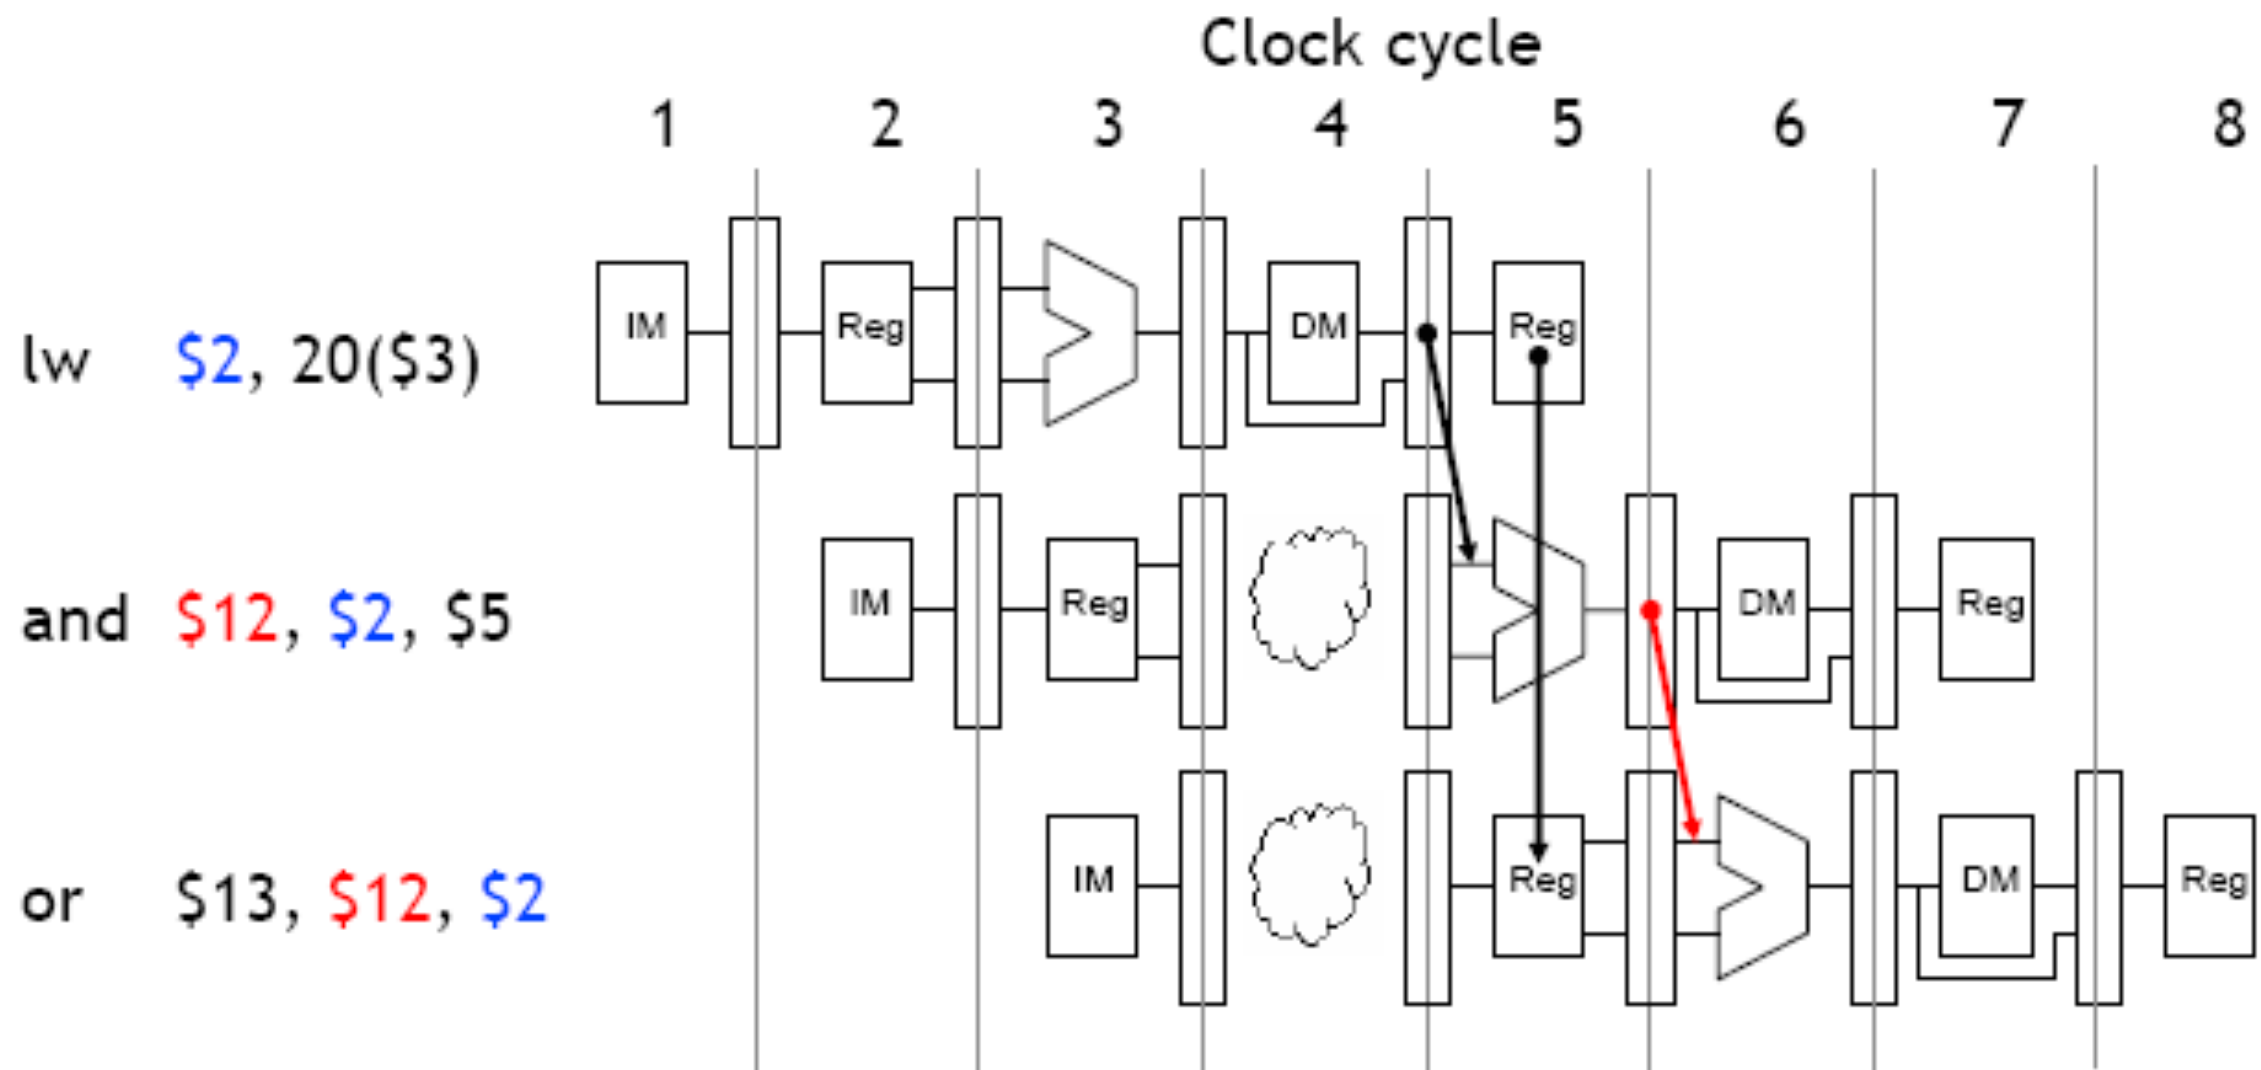 Clock cycle
1 2 3 4 5 6 7 8
lw $2, 20($3)
IM Reg DM Reg
and $12, $2, $5
IM Reg DM Reg
or $13, $12, $2
IM Reg DM Reg